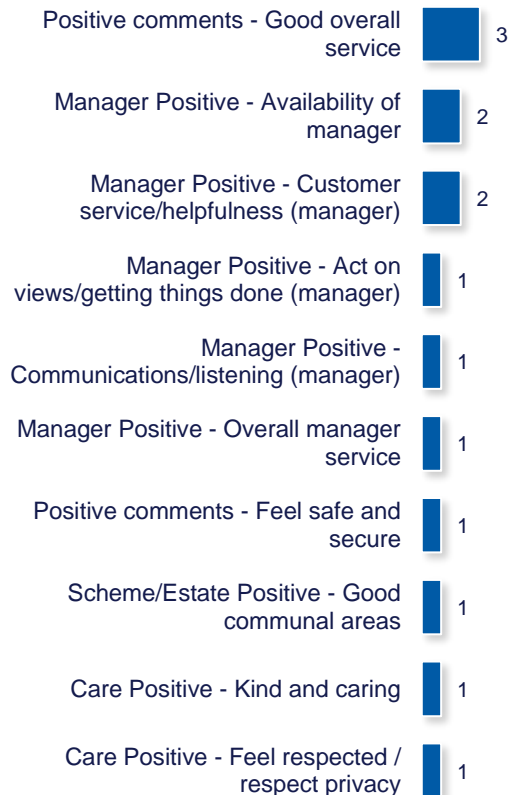 Positive comments - Good overall
service
3
Manager Positive - Availability of
manager
2
Manager Positive - Customer
service/helpfulness (manager)
2
Manager Positive - Act on
views/getting things done (manager)
1
Manager Positive -
Communications/listening (manager)
1
Manager Positive - Overall manager
service
1
Positive comments - Feel safe and
secure
1
Scheme/Estate Positive - Good
communal areas
1
Care Positive - Kind and caring
1
Care Positive - Feel respected /
respect privacy
1